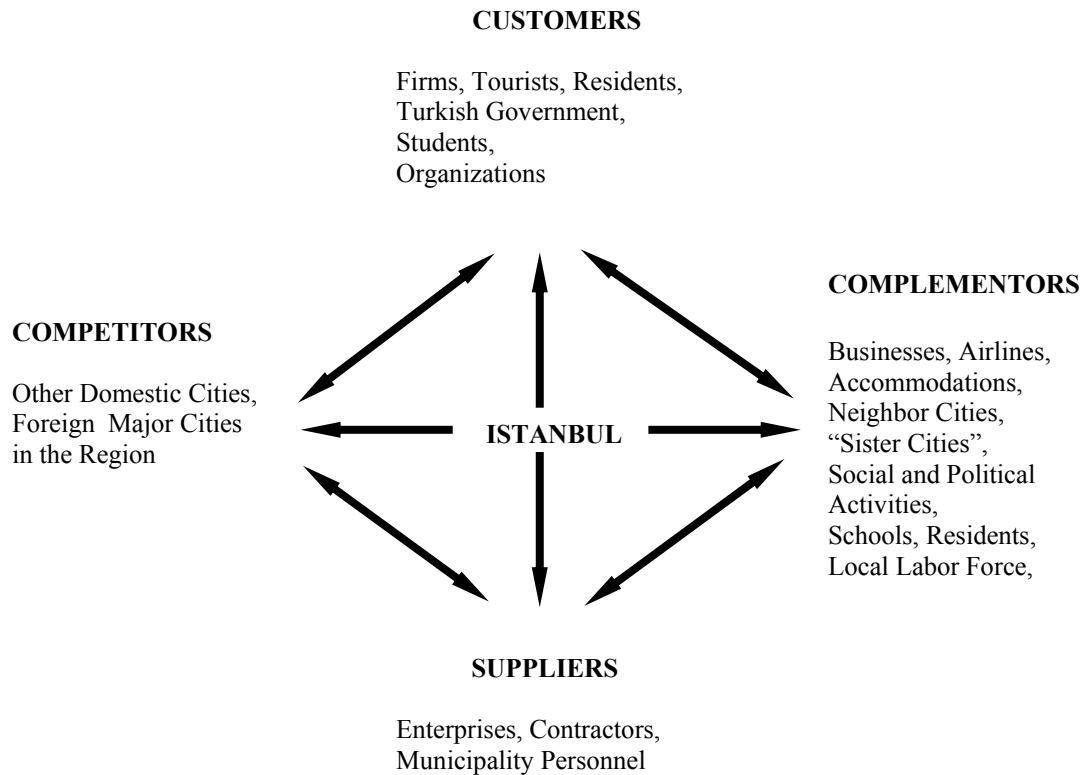 CUSTOMERS
Firms, Tourists, Residents,
Turkish Government,
Students,
Organizations
COMPETITORS
Other Domestic Cities,
Foreign  Major Cities
in the Region
ISTANBUL
COMPLEMENTORS
Businesses, Airlines,
Accommodations,
Neighbor Cities,
“Sister Cities”,
Social and Political
Activities,
Schools, Residents,
Local Labor Force,
SUPPLIERS
Enterprises, Contractors,
Municipality Personnel